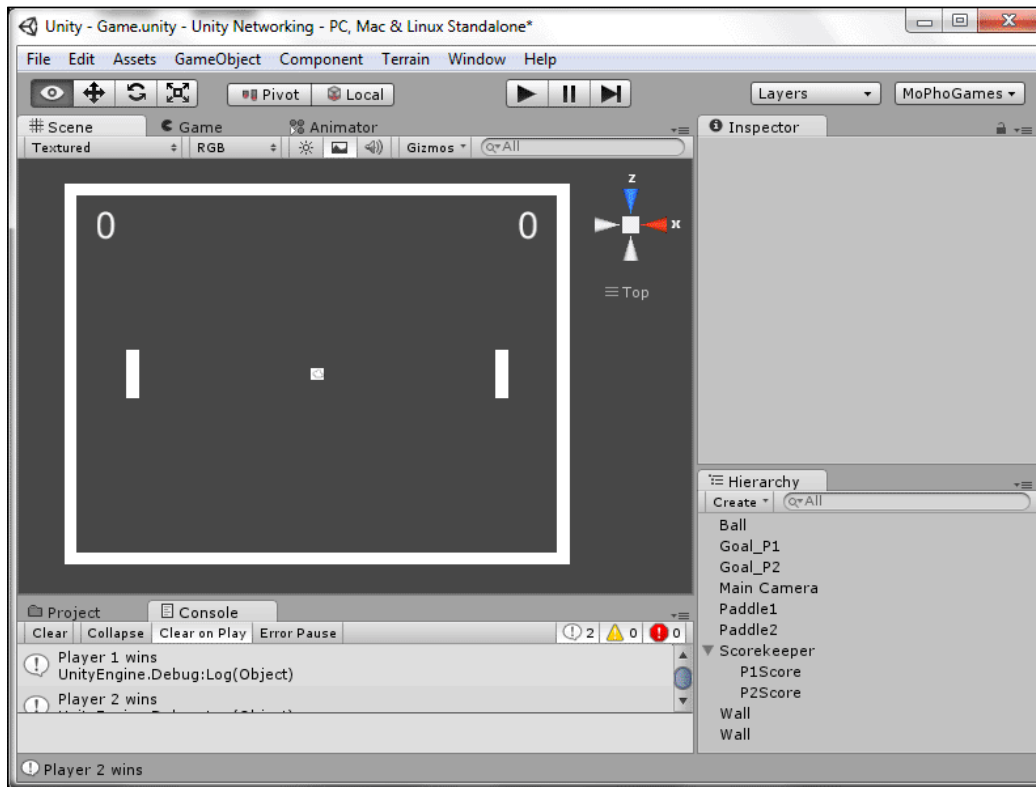 Unity - Game.unity - Unity Networking - PC, Mac & Linux Standalone*
File Edit Assets GameObject Component Terrain Window Help
Pivot Local Layers MoPhoGames
Scene Game Animator
Textured RGB Gizmos All
0 0
z
x
Top
Inspector
Hierarchy
Create All
Ball
Goal_P1
Goal_P2
Main Camera
Paddle1
Paddle2
Scorekeeper
P1Score
P2Score
Wall
Wall
Project Console
Clear Collapse Clear on Play Error Pause 2 0 0
Player 1 wins
UnityEngine.Debug:Log(Object)
Player 2 wins
Player 2 wins